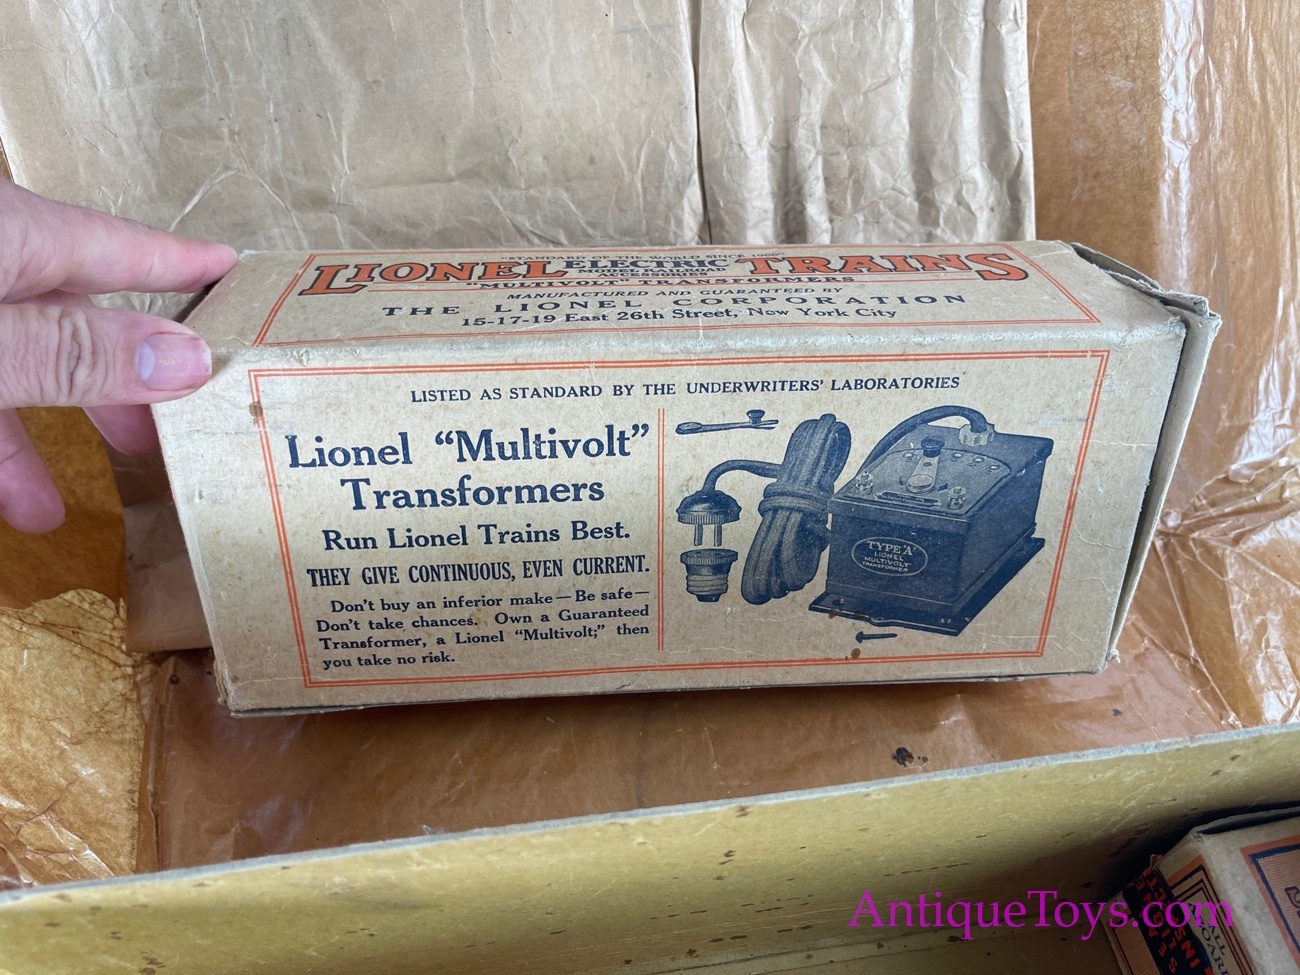 "STANDARD OF THE WORLD SINCE 1900"
LIONEL ELECTRIC TRAINS
MODEL RAILROAD
ACCESSORIES
"MULTIVOLT" TRANSFORMERS
MANUFACTURED AND GUARANTEED BY
THE LIONEL CORPORATION
15-17-19 East 26th Street, New York City
LISTED AS STANDARD BY THE UNDERWRITERS' LABORATORIES
Lionel "Multivolt"
Transformers
Run Lionel Trains Best.
THEY GIVE CONTINUOUS, EVEN CURRENT.
Don't buy an inferior make—Be safe—
Don't take chances. Own a Guaranteed
Transformer, a Lionel "Multivolt;" then
you take no risk.
TYPE "A"
LIONEL
MULTIVOLT
TRANSFORMER
AntiqueToys.com